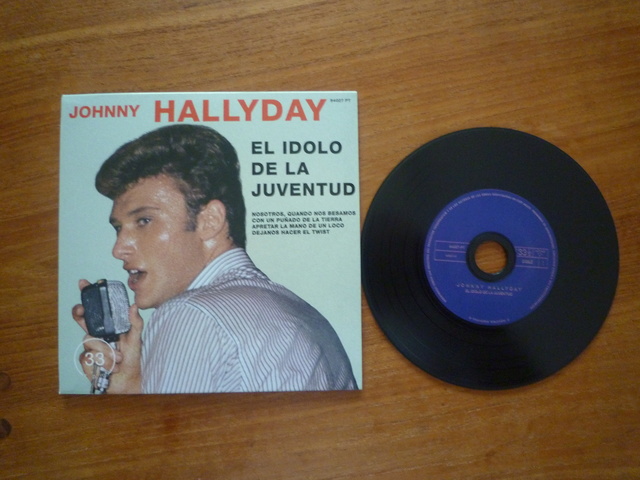 JOHNNY HALLYDAY
EL IDOLO
DE LA
JUVENTUD
NOSOTROS, QUANDO NOS BESAMOS
CON UN PUÑADO DE LA TIERRA
APRETAR LA MANO DE UN LOCO
DEJANOS HACER EL TWIST
33
JOHNNY HALLYDAY
EL IDOLO DE LA JUVENTUD